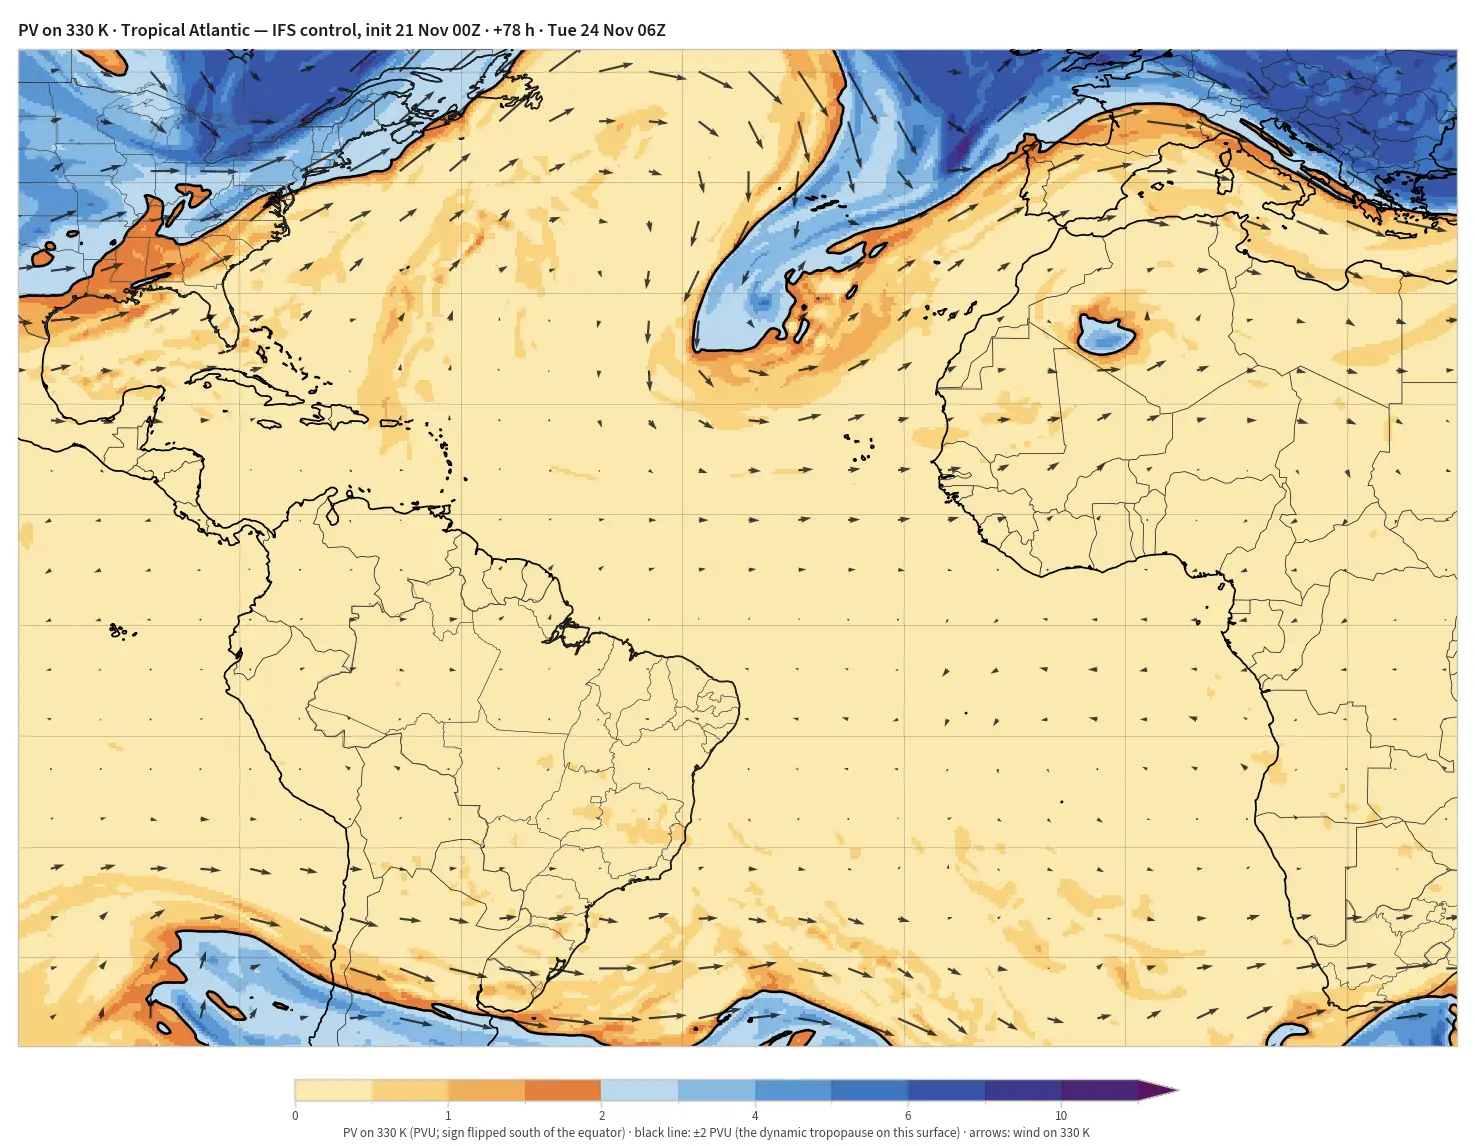 PV on 330 K · Tropical Atlantic — IFS control, init 21 Nov 00Z · +78 h · Tue 24 Nov 06Z
0 1 2 4 6 10
PV on 330 K (PVU; sign flipped south of the equator) · black line: ±2 PVU (the dynamic tropopause on this surface) · arrows: wind on 330 K